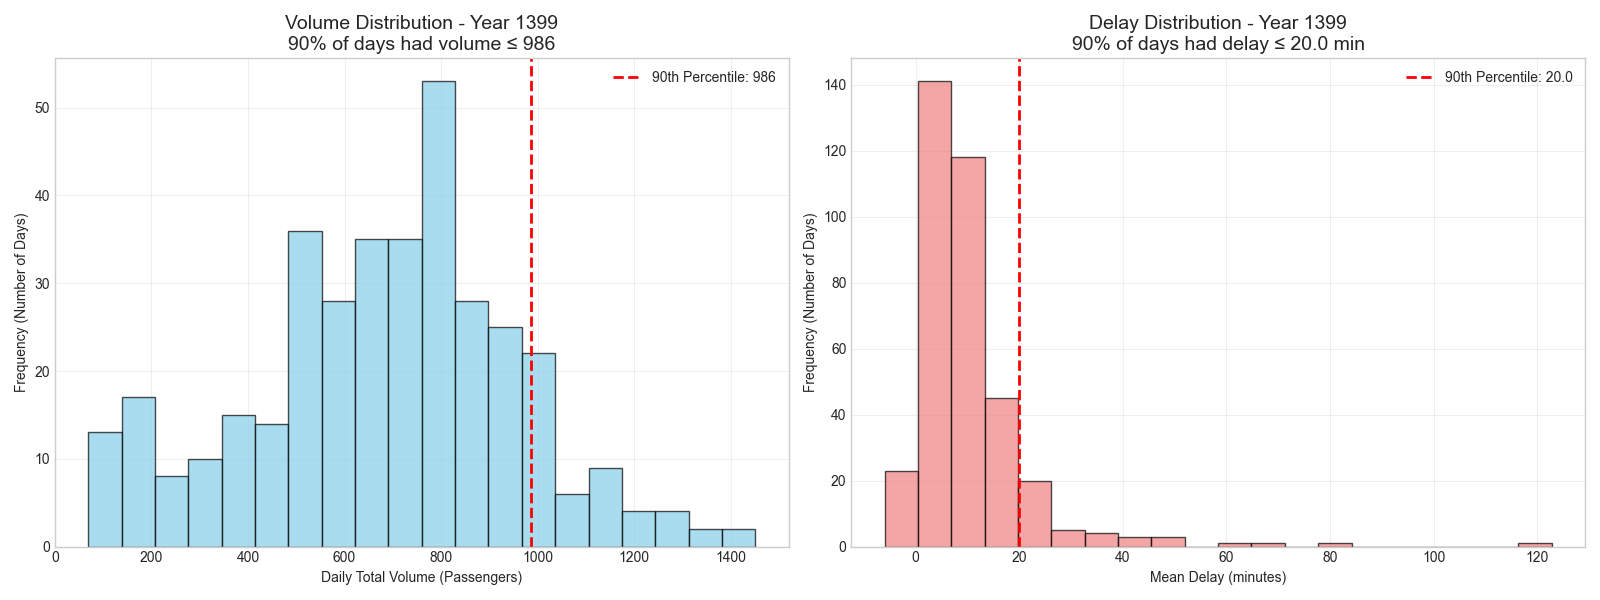 Volume Distribution - Year 1399
90% of days had volume ≤ 986
90th Percentile: 986
50
40
30
20
10
0
Frequency (Number of Days)
0 200 400 600 800 1000 1200 1400
Daily Total Volume (Passengers)
Delay Distribution - Year 1399
90% of days had delay ≤ 20.0 min
90th Percentile: 20.0
140
120
100
80
60
40
20
0
Frequency (Number of Days)
0 20 40 60 80 100 120
Mean Delay (minutes)